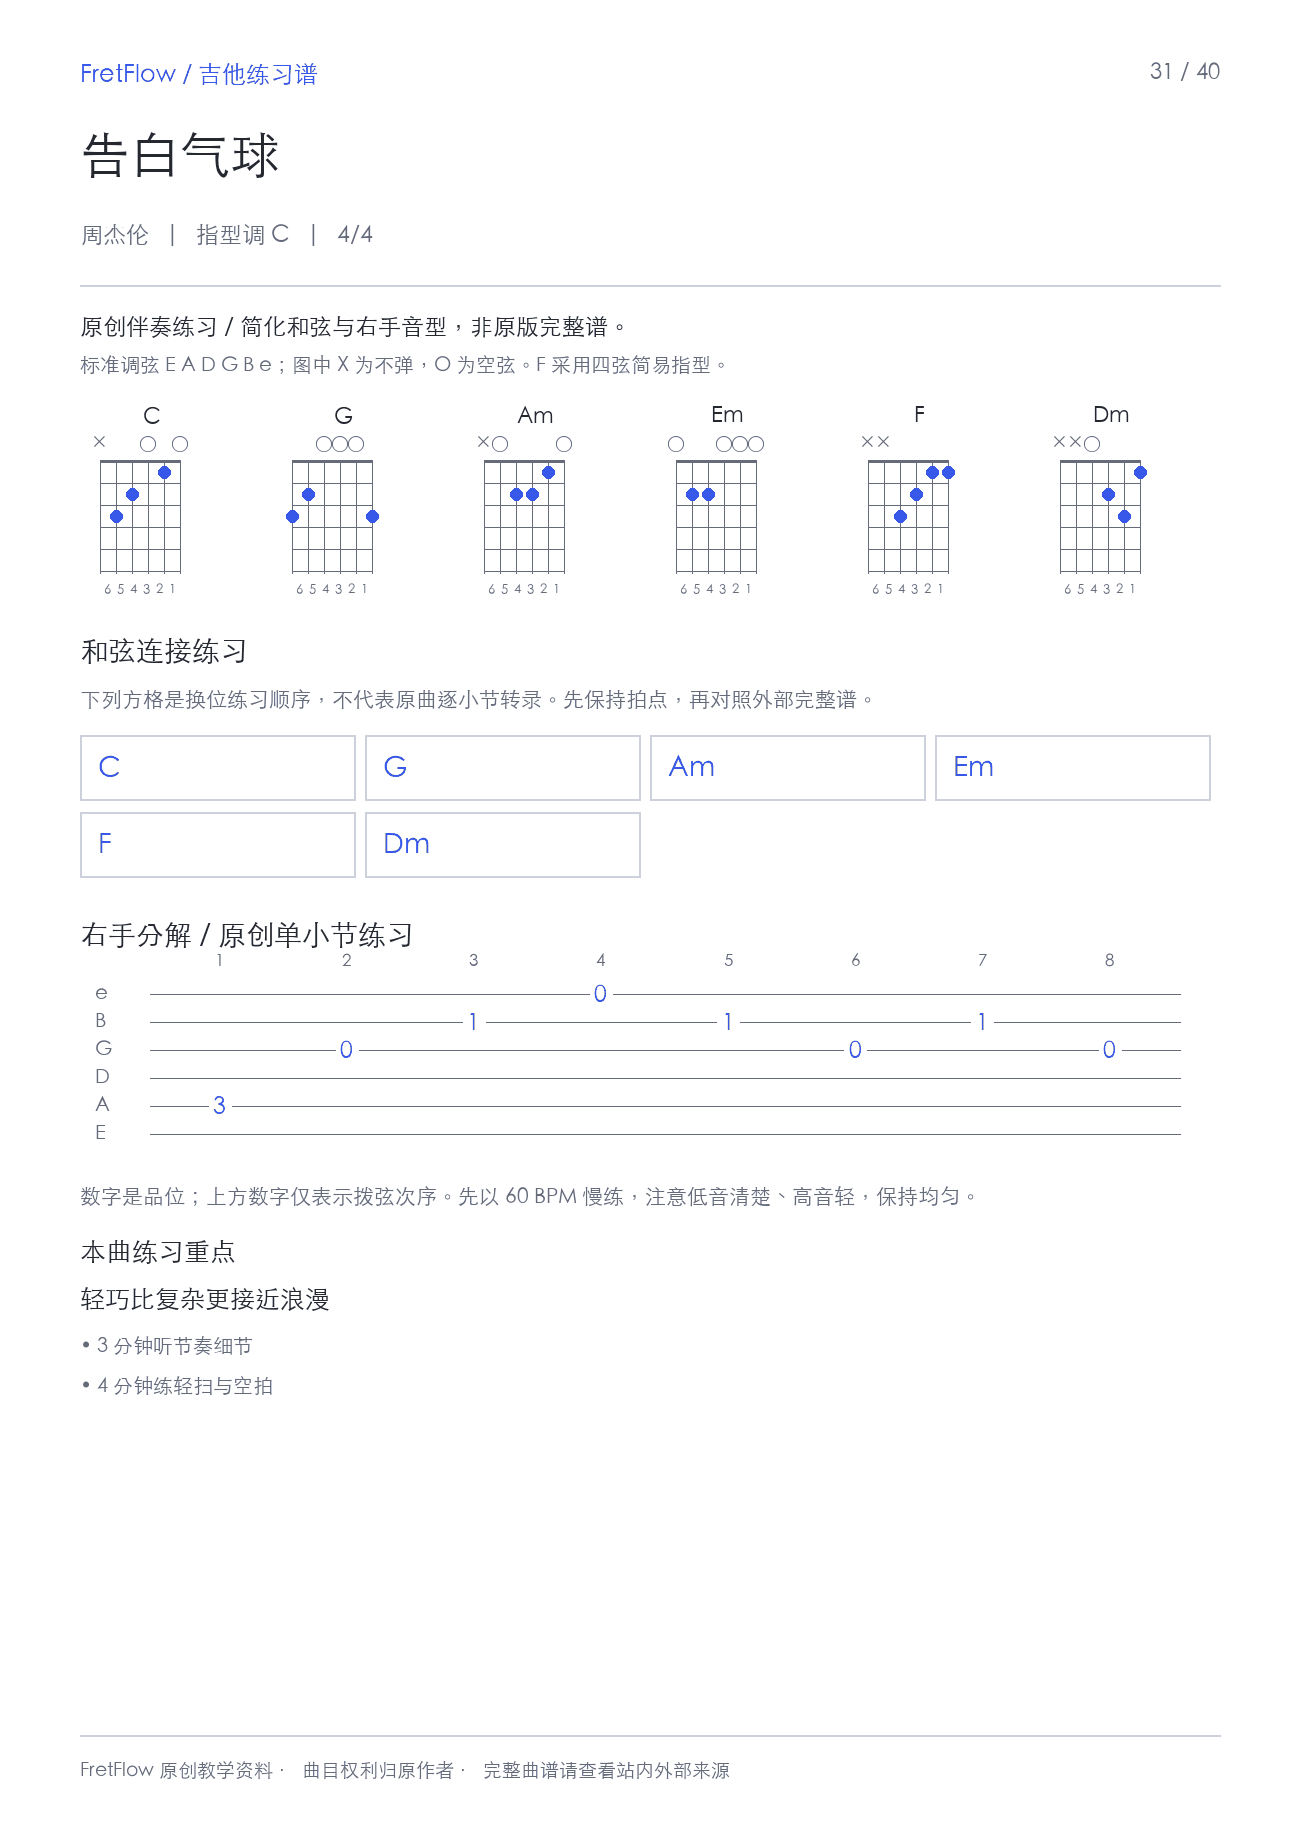 FretFlow / 吉他练习谱
31 / 40
告白气球
周杰伦 | 指型调 C | 4/4
原创伴奏练习 / 简化和弦与右手音型，非原版完整谱。
标准调弦 E A D G B e；图中 X 为不弹，O 为空弦。F 采用四弦简易指型。
C G Am Em F Dm
× ○ ○ ○○○ ×○ ○ ○ ○○○ ×× ××○
6 5 4 3 2 1 6 5 4 3 2 1 6 5 4 3 2 1 6 5 4 3 2 1 6 5 4 3 2 1 6 5 4 3 2 1
和弦连接练习
下列方格是换位练习顺序，不代表原曲逐小节转录。先保持拍点，再对照外部完整谱。
C G Am Em
F Dm
右手分解 / 原创单小节练习
1 2 3 4 5 6 7 8
e 0
B 1 1 1
G 0 0 0
D
A 3
E
数字是品位；上方数字仅表示拨弦次序。先以 60 BPM 慢练，注意低音清楚、高音轻，保持均匀。
本曲练习重点
轻巧比复杂更接近浪漫
• 3 分钟听节奏细节
• 4 分钟练轻扫与空拍
FretFlow 原创教学资料 · 曲目权利归原作者 · 完整曲谱请查看站内外部来源